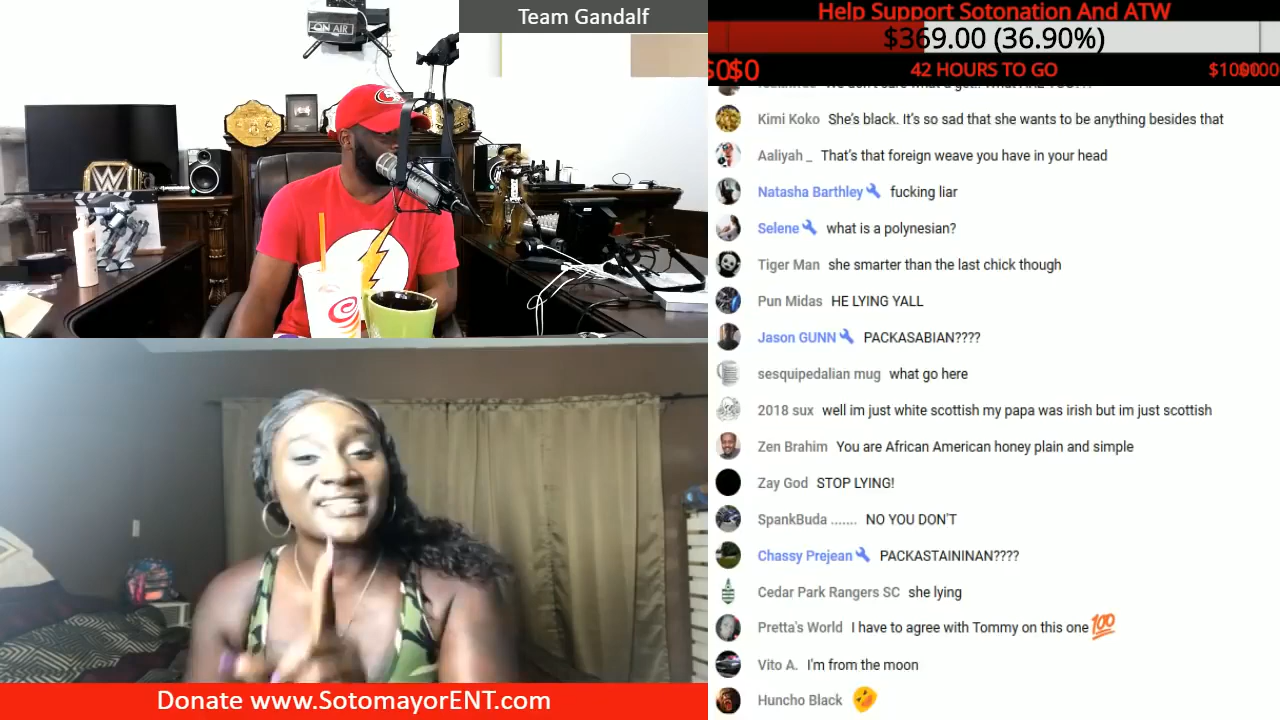 Team Gandalf
ON AIR
Help Support Sotonation And ATW
$369.00 (36.90%)
$0 42 HOURS TO GO
Kimi Koko She's black. It's so sad that she wants to be anything besides that
Aaliyah _ That's that foreign weave you have in your head
Natasha Barthley fucking liar
Selene what is a polynesian?
Tiger Man she smarter than the last chick though
Pun Midas HE LYING YALL
Jason GUNN PACKASABIAN????
sesquipedalian mug what go here
2018 sux well im just white scottish my papa was irish but im just scottish
Zen Brahim You are African American honey plain and simple
Zay God STOP LYING!
SpankBuda ....... NO YOU DON'T
Chassy Prejean PACKASTAININAN????
Cedar Park Rangers SC she lying
Pretta's World I have to agree with Tommy on this one 💯
Vito A. I'm from the moon
Huncho Black 🤣
Donate www.SotomayorENT.com